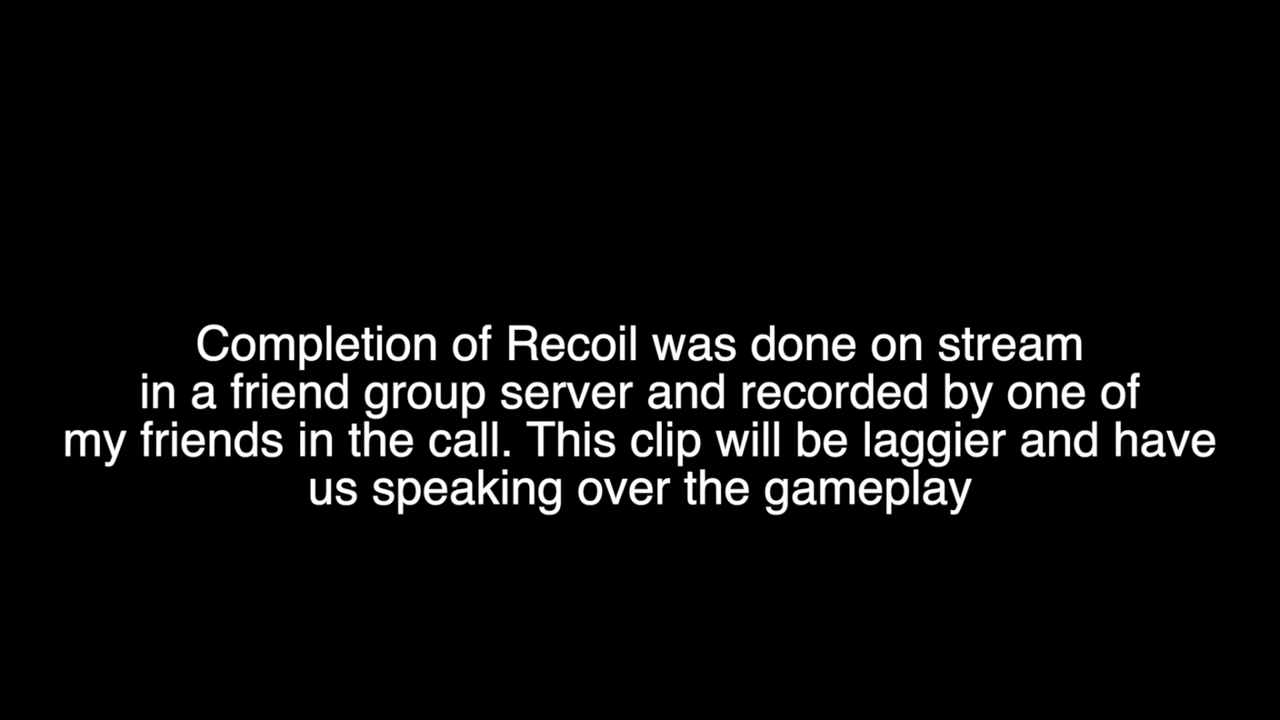 Completion of Recoil was done on stream
in a friend group server and recorded by one of
my friends in the call. This clip will be laggier and have
us speaking over the gameplay